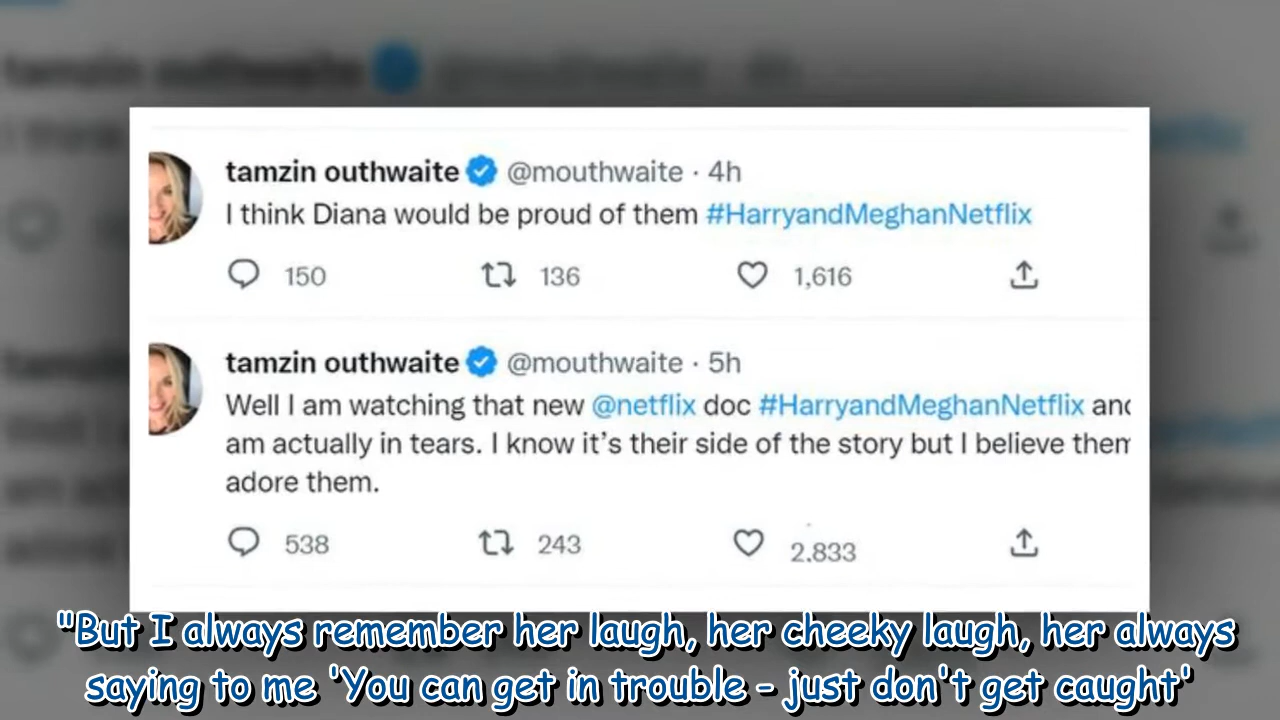 tamzin outhwaite @mouthwaite · 4h
I think Diana would be proud of them #HarryandMeghanNetflix
150 136 1,616
tamzin outhwaite @mouthwaite · 5h
Well I am watching that new @netflix doc #HarryandMeghanNetflix and
am actually in tears. I know it's their side of the story but I believe them
adore them.
538 243 2,833
"But I always remember her laugh, her cheeky laugh, her always
saying to me 'You can get in trouble - just don't get caught'